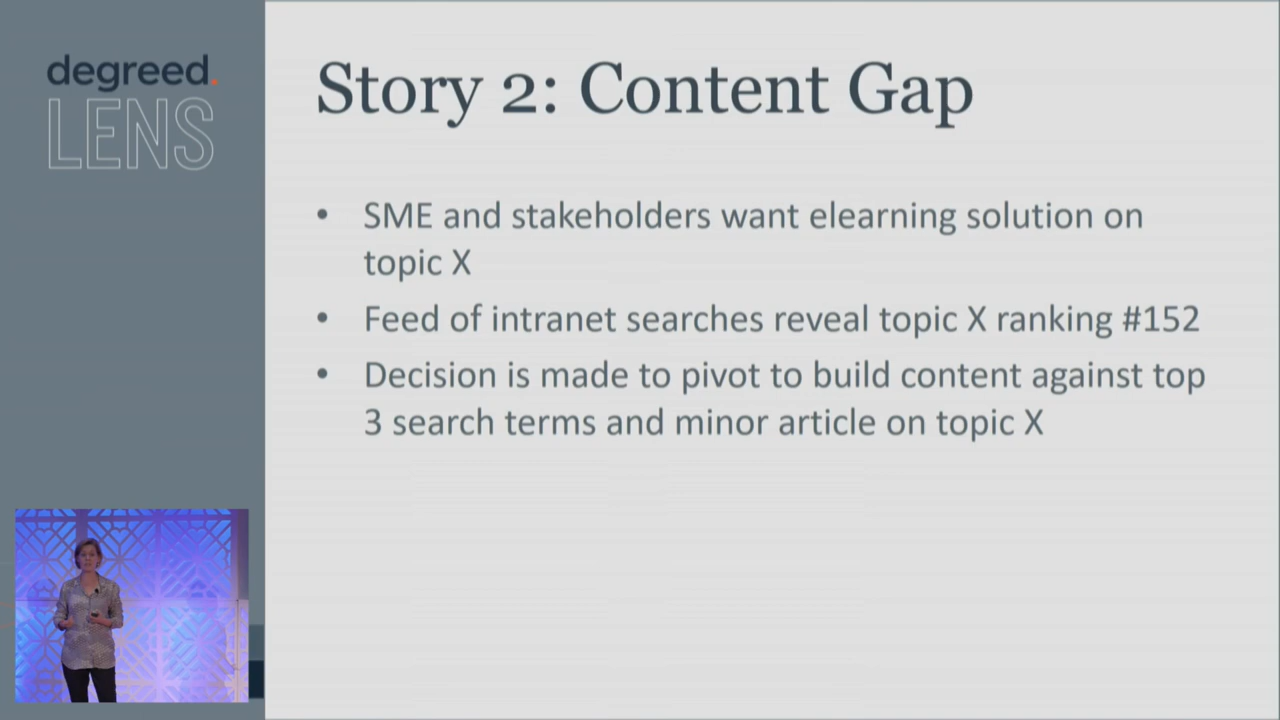 degreed.
LENS
Story 2: Content Gap
• SME and stakeholders want elearning solution on
topic X
• Feed of intranet searches reveal topic X ranking #152
• Decision is made to pivot to build content against top
3 search terms and minor article on topic X